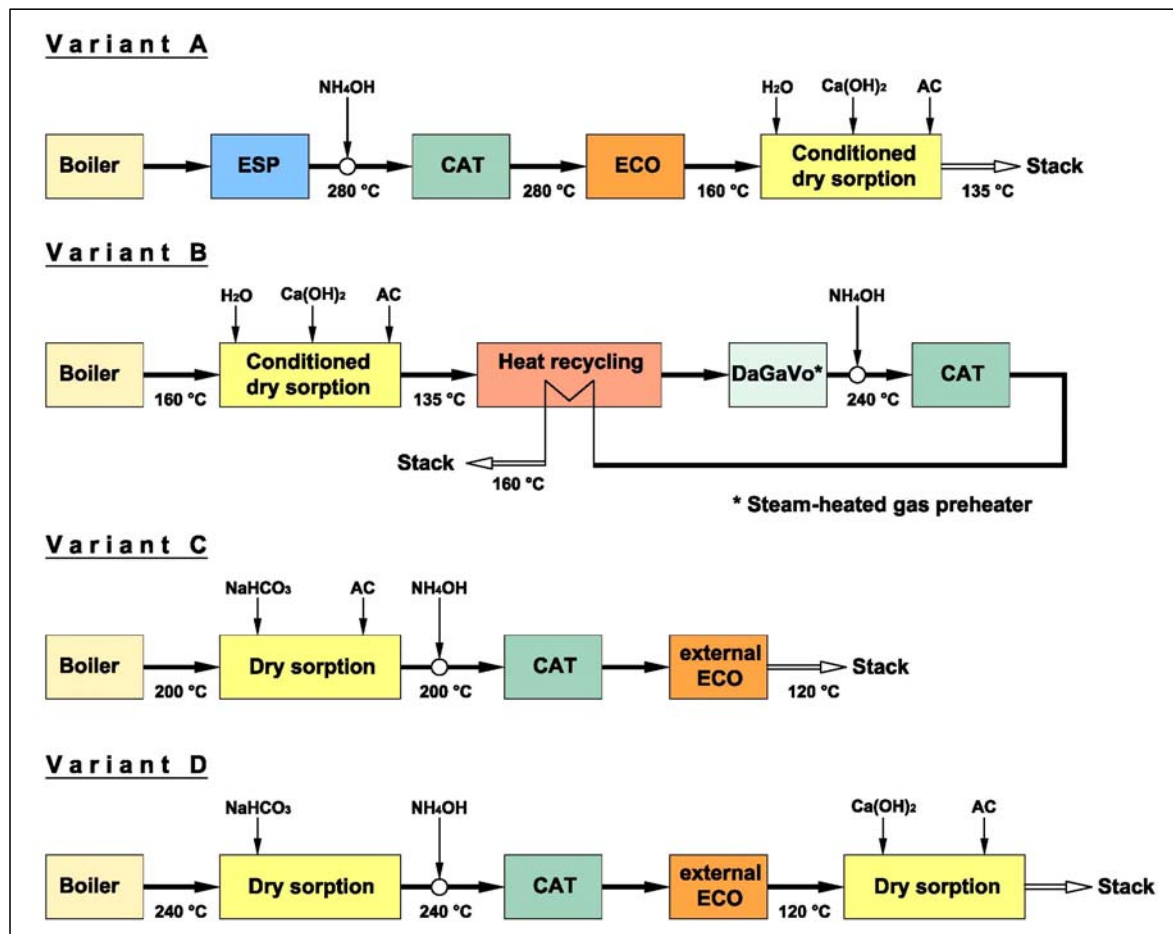 Variant A
NH₄OH
H₂O
Ca(OH)₂
AC
Boiler
ESP
CAT
ECO
Conditioned
dry sorption
Stack
280 °C
280 °C
160 °C
135 °C
Variant B
H₂O
Ca(OH)₂
AC
NH₄OH
Boiler
Conditioned
dry sorption
Heat recycling
DaGaVo*
CAT
160 °C
135 °C
240 °C
Stack
160 °C
* Steam-heated gas preheater
Variant C
NaHCO₃
AC
NH₄OH
Boiler
Dry sorption
CAT
external
ECO
Stack
200 °C
200 °C
120 °C
Variant D
NaHCO₃
NH₄OH
Ca(OH)₂
AC
Boiler
Dry sorption
CAT
external
ECO
Dry sorption
Stack
240 °C
240 °C
120 °C